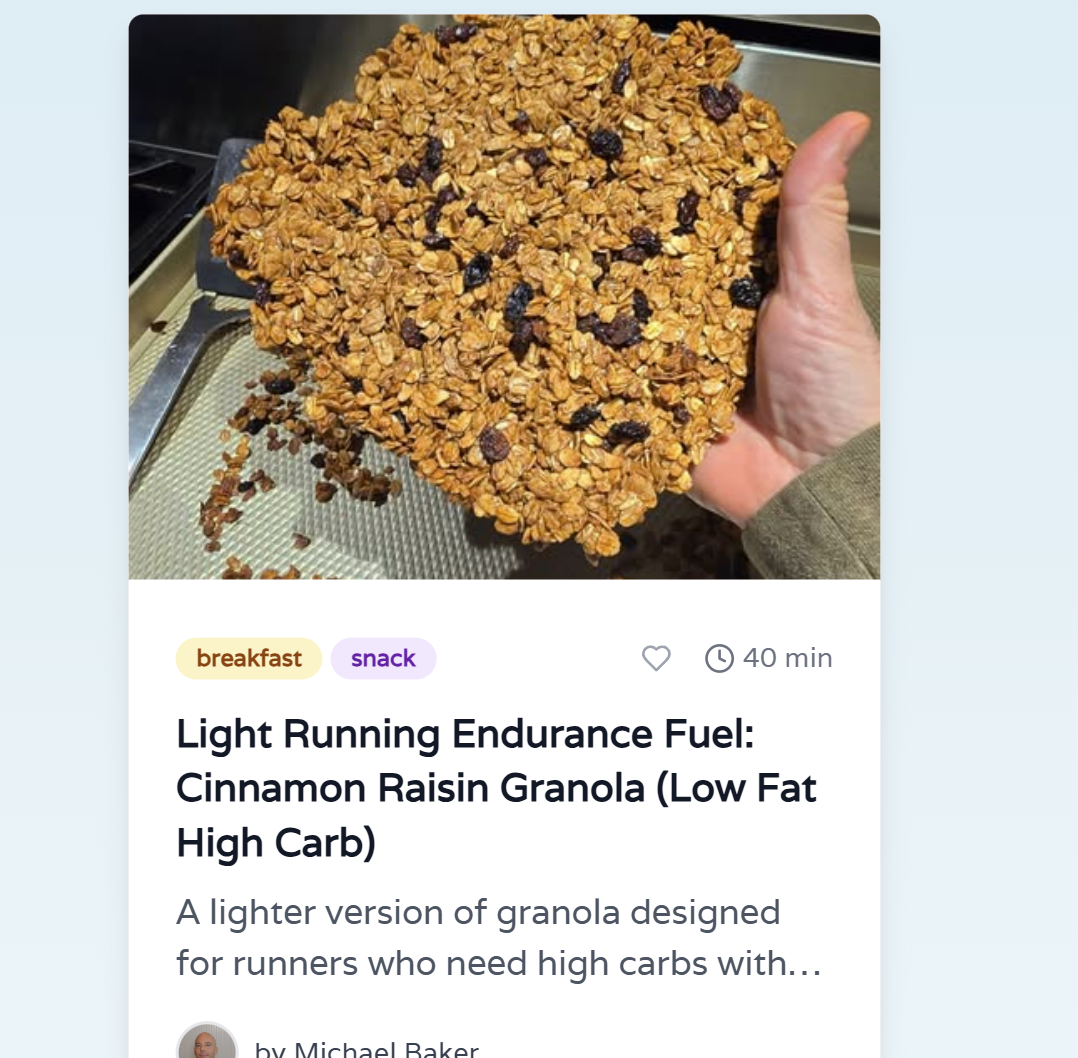 breakfast snack 40 min
Light Running Endurance Fuel:
Cinnamon Raisin Granola (Low Fat
High Carb)
A lighter version of granola designed
for runners who need high carbs with...
by Michael Baker